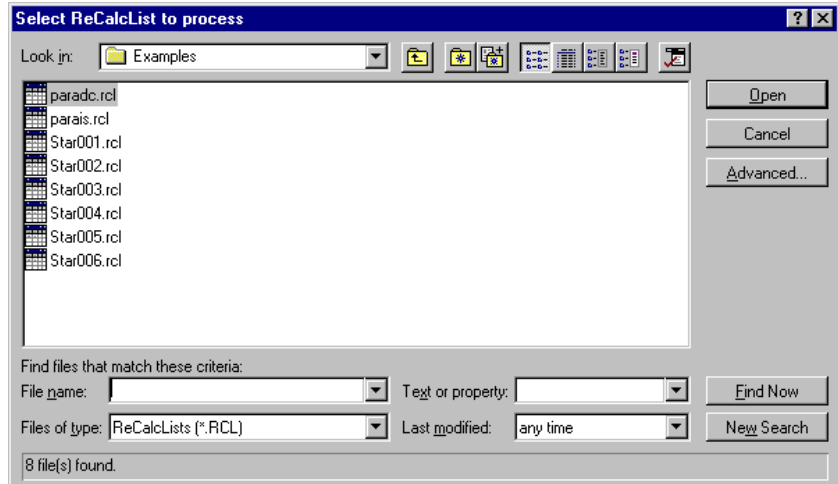 Select ReCalcList to process
Look in: Examples
paradc.rcl
parais.rcl
Star001.rcl
Star002.rcl
Star003.rcl
Star004.rcl
Star005.rcl
Star006.rcl
Open
Cancel
Advanced...
Find files that match these criteria:
File name: Text or property: Find Now
Files of type: ReCalcLists (*.RCL) Last modified: any time New Search
8 file(s) found.